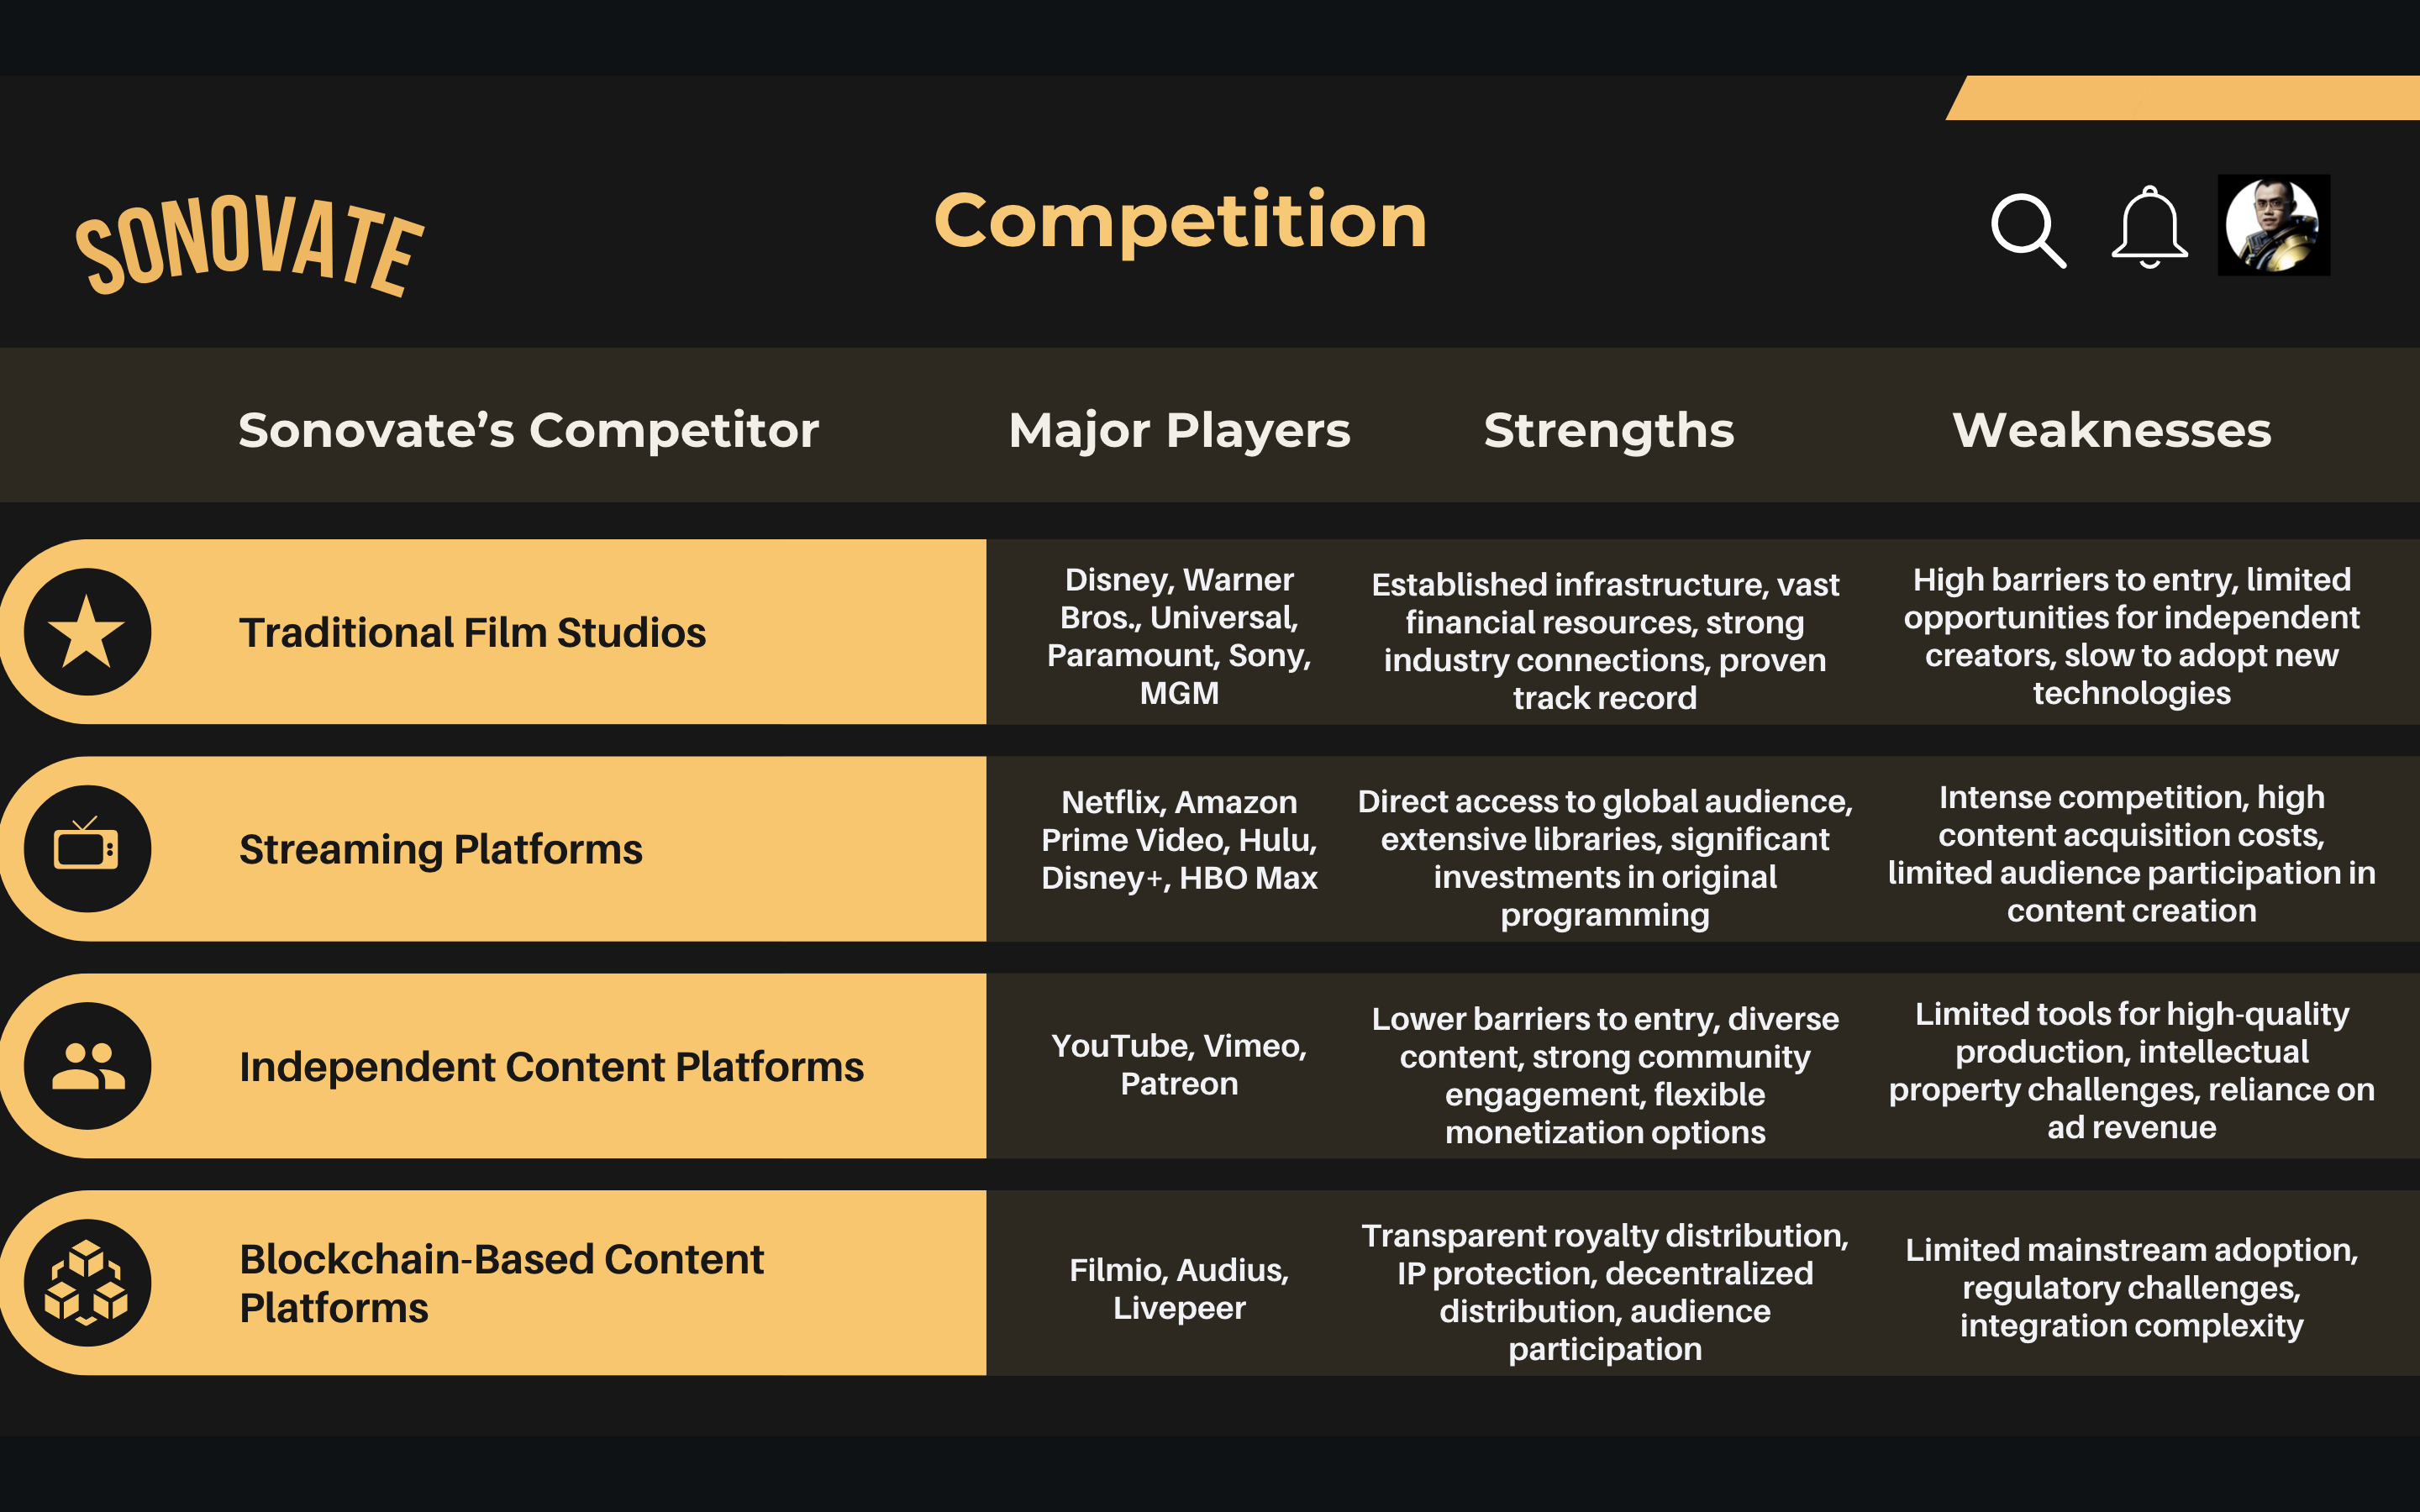 SONOVATE
Competition
Sonovate’s Competitor
Major Players
Strengths
Weaknesses
Traditional Film Studios
Disney, Warner
Bros., Universal,
Paramount, Sony,
MGM
Established infrastructure, vast
financial resources, strong
industry connections, proven
track record
High barriers to entry, limited
opportunities for independent
creators, slow to adopt new
technologies
Streaming Platforms
Netflix, Amazon
Prime Video, Hulu,
Disney+, HBO Max
Direct access to global audience,
extensive libraries, significant
investments in original
programming
Intense competition, high
content acquisition costs,
limited audience participation in
content creation
Independent Content Platforms
YouTube, Vimeo,
Patreon
Lower barriers to entry, diverse
content, strong community
engagement, flexible
monetization options
Limited tools for high-quality
production, intellectual
property challenges, reliance on
ad revenue
Blockchain-Based Content
Platforms
Filmio, Audius,
Livepeer
Transparent royalty distribution,
IP protection, decentralized
distribution, audience
participation
Limited mainstream adoption,
regulatory challenges,
integration complexity